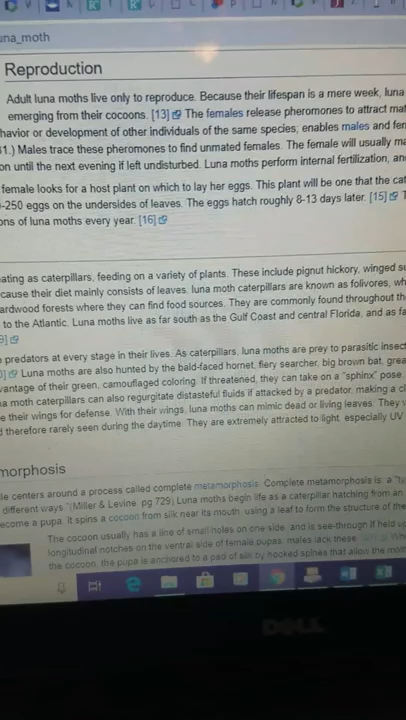 una_moth
Reproduction
Adult luna moths live only to reproduce. Because their lifespan is a mere week, luna
emerging from their cocoons. [13] The females release pheromones to attract mat
havior or development of other individuals of the same species; enables males and fem
1.) Males trace these pheromones to find unmated females. The female will usually ma
on until the next evening if left undisturbed. Luna moths perform internal fertilization, and
female looks for a host plant on which to lay her eggs. This plant will be one that the cat
-250 eggs on the undersides of leaves. The eggs hatch roughly 8-13 days later. [15] T
ons of luna moths every year. [16]
eating as caterpillars, feeding on a variety of plants. These include pignut hickory, winged su
cause their diet mainly consists of leaves, luna moth caterpillars are known as folivores, wh
ardwood forests where they can find food sources. They are commonly found throughout th
to the Atlantic. Luna moths live as far south as the Gulf Coast and central Florida, and as fa
9]
predators at every stage in their lives. As caterpillars, luna moths are prey to parasitic insect
0] Luna moths are also hunted by the bald-faced hornet, fiery searcher, big brown bat, grea
vantage of their green, camouflaged coloring. If threatened, they can take on a "sphinx" pose.
na moth caterpillars can also regurgitate distasteful fluids if attacked by a predator, making a cl
e their wings for defense. With their wings, luna moths can mimic dead or living leaves. They
d therefore rarely seen during the daytime. They are extremely attracted to light, especially UV
morphosis
le centers around a process called complete metamorphosis. Complete metamorphosis is: a "ty
different ways."(Miller & Levine. pg 729) Luna moths begin life as a caterpillar hatching from an
ecome a pupa. It spins a cocoon from silk near its mouth, using a leaf to form the structure of the
The cocoon usually has a line of small holes on one side, and is see-through if held up
longitudinal notches on the ventral side of female pupas; males lack these.
the cocoon, the pupa is anchored to a pad of silk by hooked spines that allow the moth
DELL